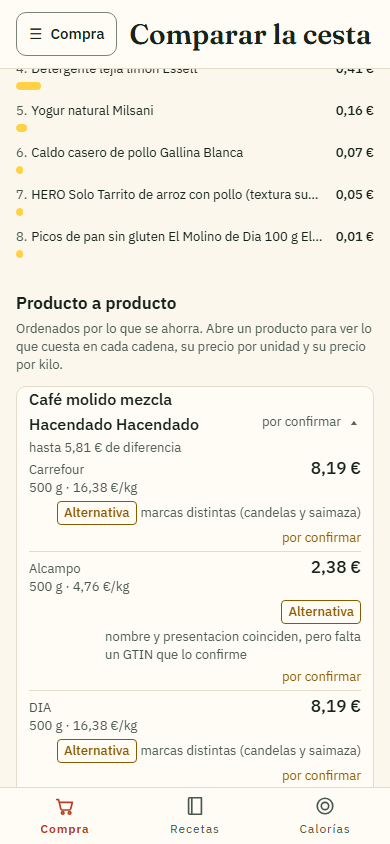 ☰ Compra
Comparar la cesta
4. Detergente lejía limón Essell 0,41 €
5. Yogur natural Milsani 0,16 €
6. Caldo casero de pollo Gallina Blanca 0,07 €
7. HERO Solo Tarrito de arroz con pollo (textura su... 0,05 €
8. Picos de pan sin gluten El Molino de Dia 100 g El... 0,01 €
Producto a producto
Ordenados por lo que se ahorra. Abre un producto para ver lo
que cuesta en cada cadena, su precio por unidad y su precio
por kilo.
Café molido mezcla
Hacendado Hacendado por confirmar ▲
hasta 5,81 € de diferencia
Carrefour 8,19 €
500 g · 16,38 €/kg
Alternativa marcas distintas (candelas y saimaza)
por confirmar
Alcampo 2,38 €
500 g · 4,76 €/kg
Alternativa
nombre y presentacion coinciden, pero falta
un GTIN que lo confirme
por confirmar
DIA 8,19 €
500 g · 16,38 €/kg
Alternativa marcas distintas (candelas y saimaza)
por confirmar
Compra Recetas Calorías